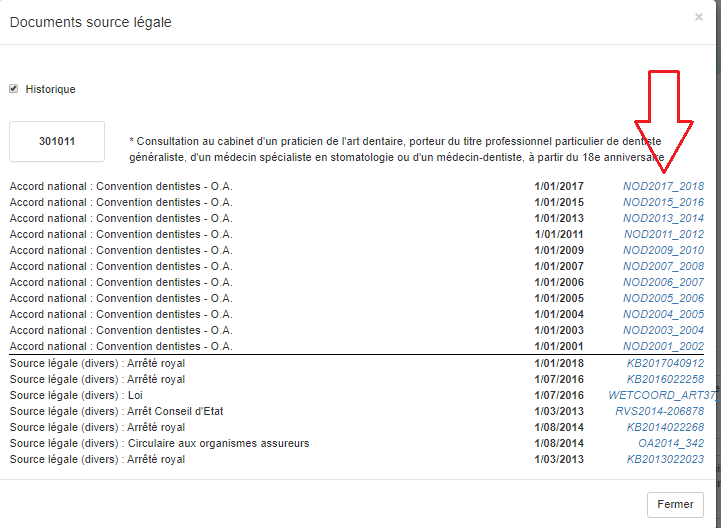 Documents source légale ×
Historique
301011
* Consultation au cabinet d'un praticien de l'art dentaire, porteur du titre professionnel particulier de dentiste
généraliste, d'un médecin spécialiste en stomatologie ou d'un médecin-dentiste, à partir du 18e anniversaire
Accord national : Convention dentistes - O.A. 1/01/2017 NOD2017_2018
Accord national : Convention dentistes - O.A. 1/01/2015 NOD2015_2016
Accord national : Convention dentistes - O.A. 1/01/2013 NOD2013_2014
Accord national : Convention dentistes - O.A. 1/01/2011 NOD2011_2012
Accord national : Convention dentistes - O.A. 1/01/2009 NOD2009_2010
Accord national : Convention dentistes - O.A. 1/01/2007 NOD2007_2008
Accord national : Convention dentistes - O.A. 1/01/2006 NOD2006_2007
Accord national : Convention dentistes - O.A. 1/01/2005 NOD2005_2006
Accord national : Convention dentistes - O.A. 1/01/2004 NOD2004_2005
Accord national : Convention dentistes - O.A. 1/01/2003 NOD2003_2004
Accord national : Convention dentistes - O.A. 1/01/2001 NOD2001_2002
Source légale (divers) : Arrêté royal 1/01/2018 KB2017040912
Source légale (divers) : Arrêté royal 1/07/2016 KB2016022258
Source légale (divers) : Loi 1/07/2016 WETCOORD_ART37_
Source légale (divers) : Arrêt Conseil d'Etat 1/03/2013 RVS2014-206878
Source légale (divers) : Arrêté royal 1/08/2014 KB2014022268
Source légale (divers) : Circulaire aux organismes assureurs 1/08/2014 OA2014_342
Source légale (divers) : Arrêté royal 1/03/2013 KB2013022023
Fermer